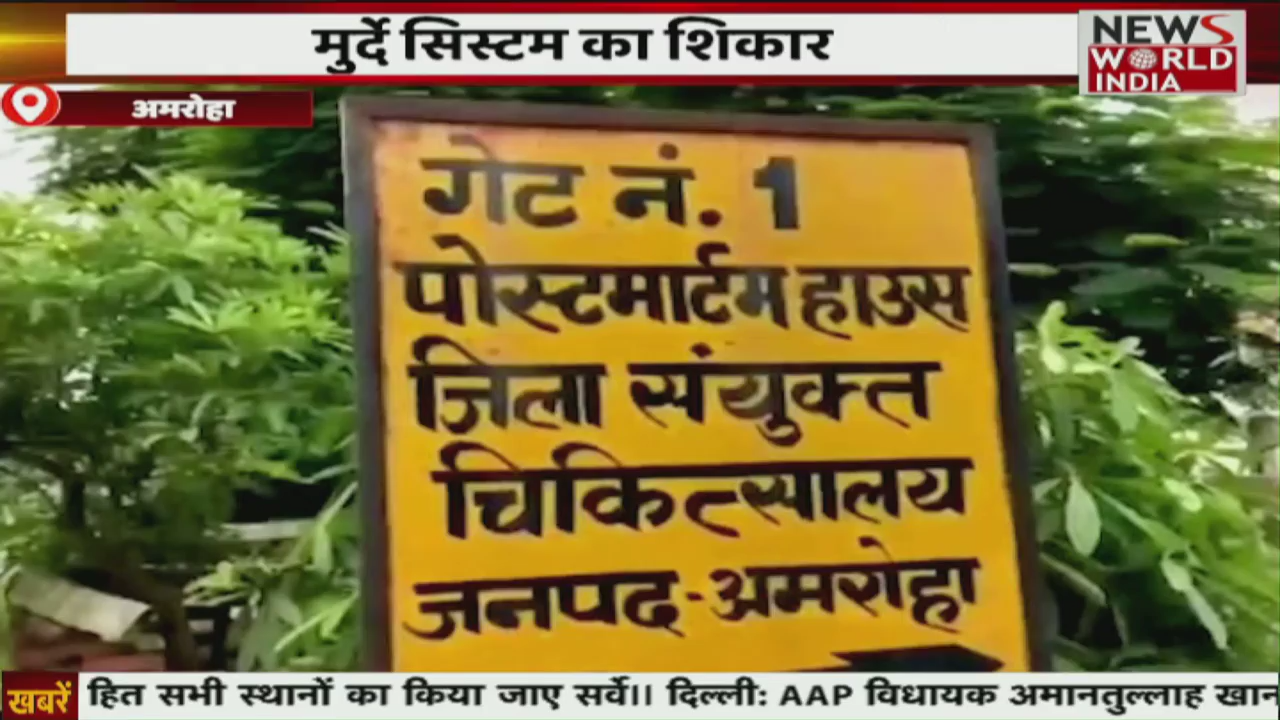 मुर्दे सिस्टम का शिकार
NEWS
WORLD
INDIA
अमरोहा
गेट नं. 1
पोस्टमार्टम हाउस
जिला संयुक्त
चिकित्सालय
जनपद-अमरोहा
खबरें
हित सभी स्थानों का किया जाए सर्वे।। दिल्ली: AAP विधायक अमानतुल्लाह खान